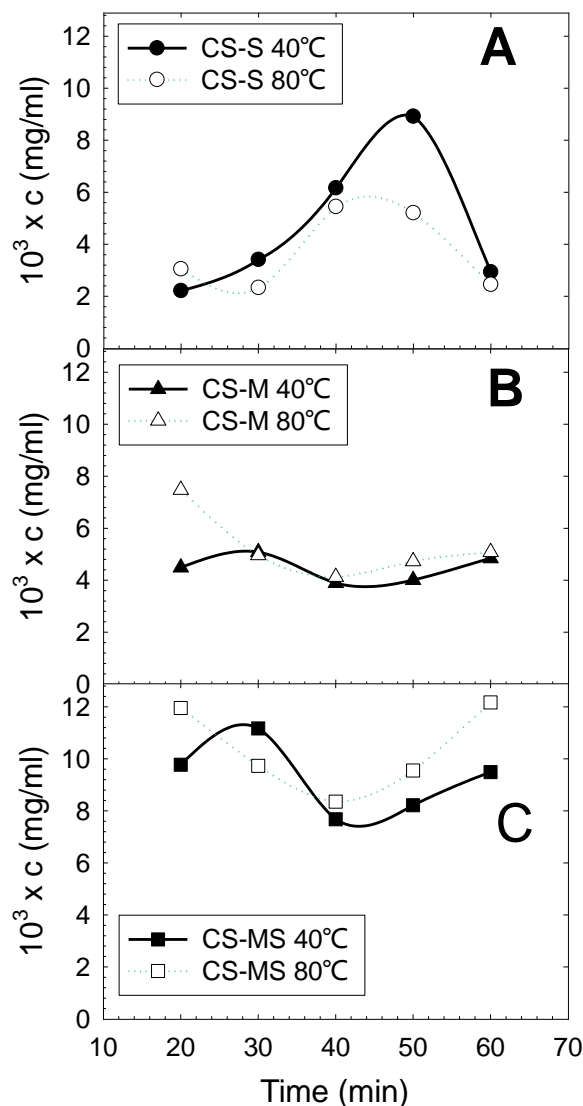 12
10
8
6
4
2
0
10³ x c (mg/ml)
CS-S 40℃
CS-S 80℃
A
12
10
8
6
4
2
0
10³ x c (mg/ml)
CS-M 40℃
CS-M 80℃
B
12
10
8
6
4
2
0
10³ x c (mg/ml)
C
CS-MS 40℃
CS-MS 80℃
10 20 30 40 50 60 70
Time (min)